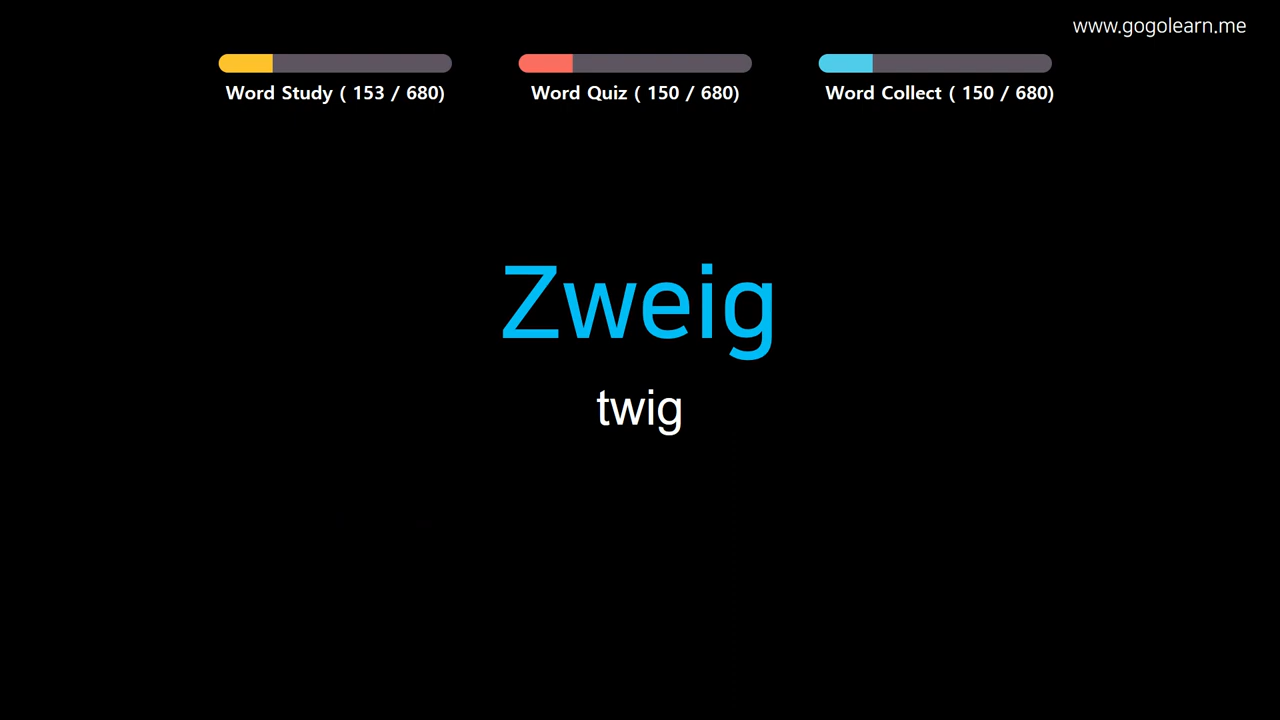 www.gogolearn.me
Word Study ( 153 / 680)
Word Quiz ( 150 / 680)
Word Collect ( 150 / 680)
Zweig
twig